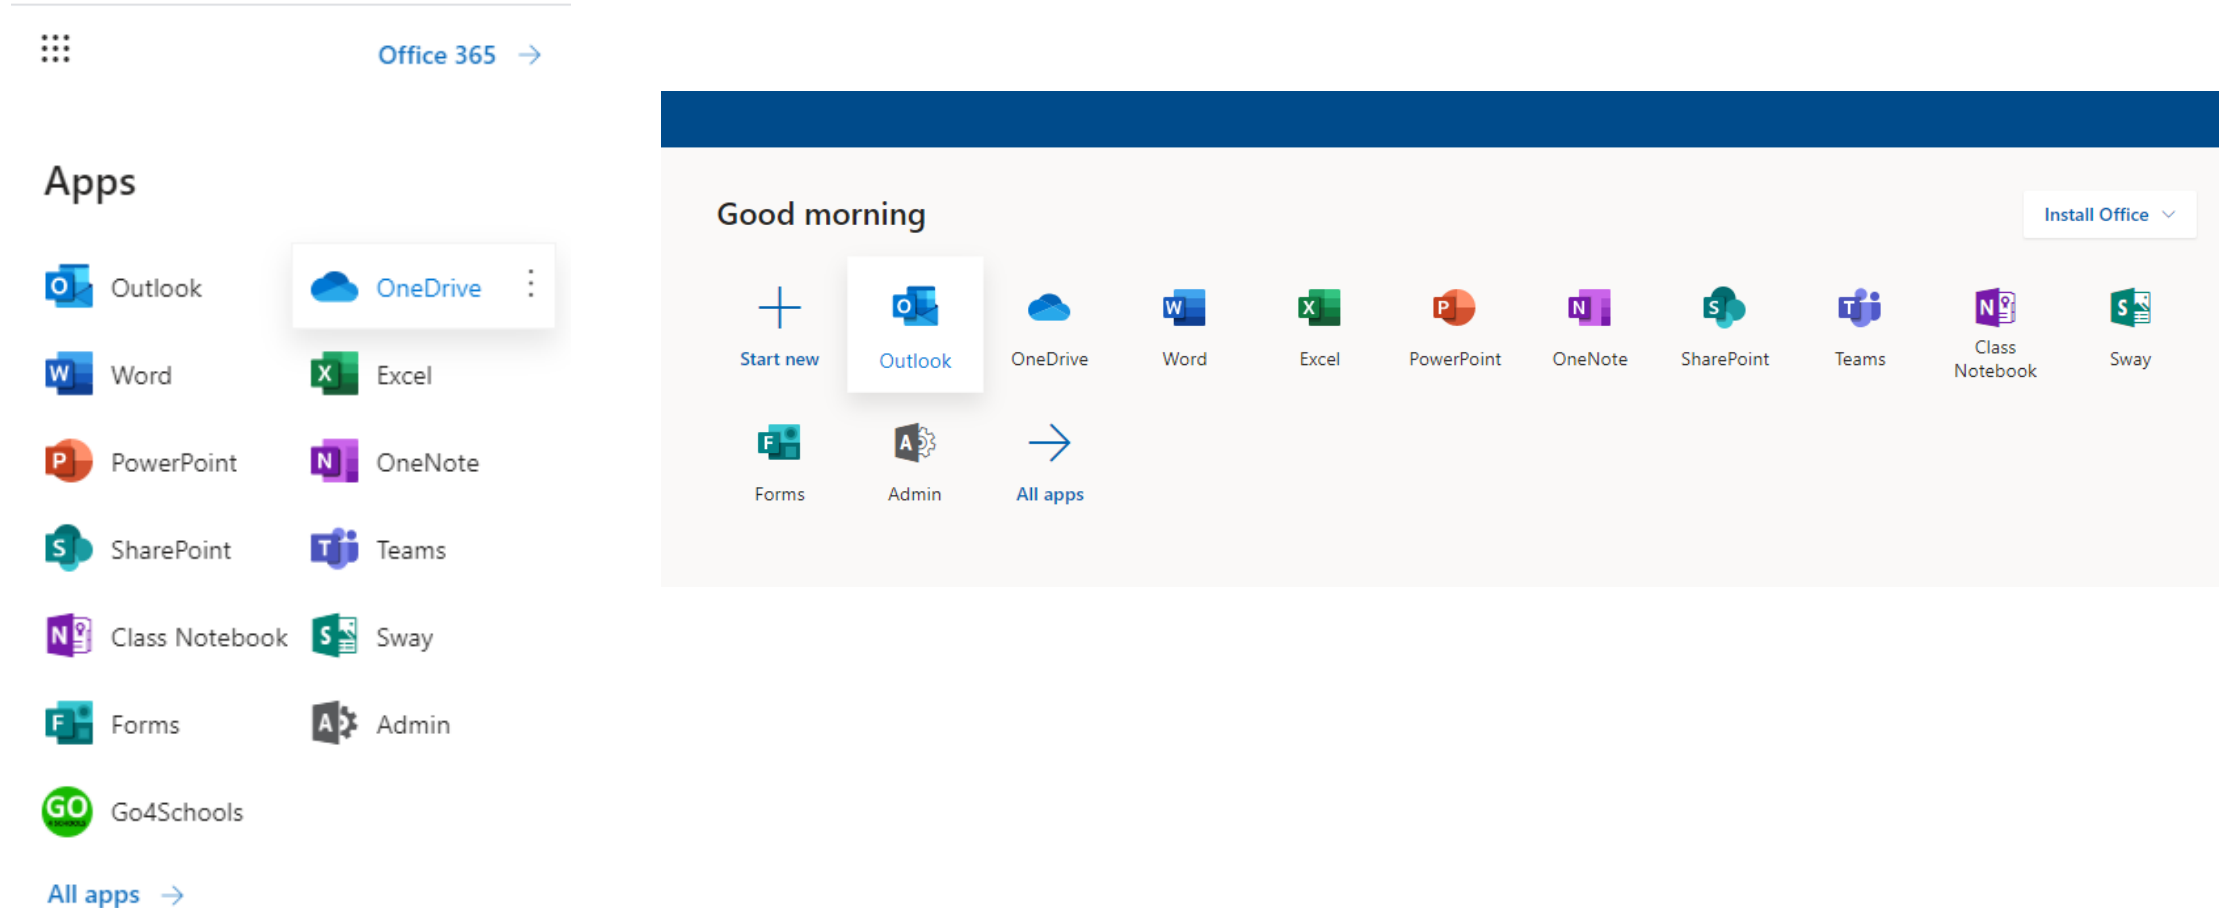 Office 365 →
Apps
Outlook OneDrive
Word Excel
PowerPoint OneNote
SharePoint Teams
Class Notebook Sway
Forms Admin
GO Go4Schools
All apps →
Good morning
Install Office
Start new Outlook OneDrive Word Excel PowerPoint OneNote SharePoint Teams Class Notebook Sway
Forms Admin All apps